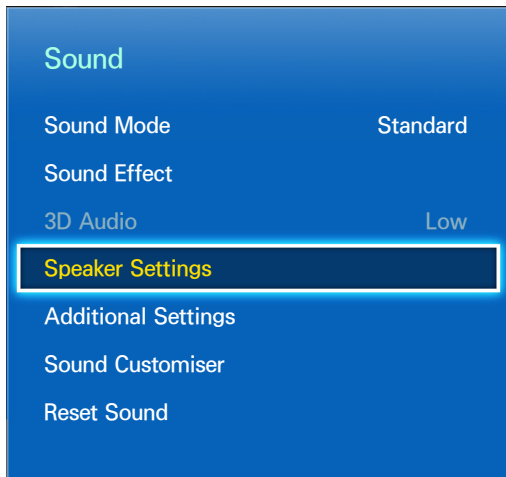 Sound
Sound Mode Standard
Sound Effect
3D Audio Low
Speaker Settings
Additional Settings
Sound Customiser
Reset Sound